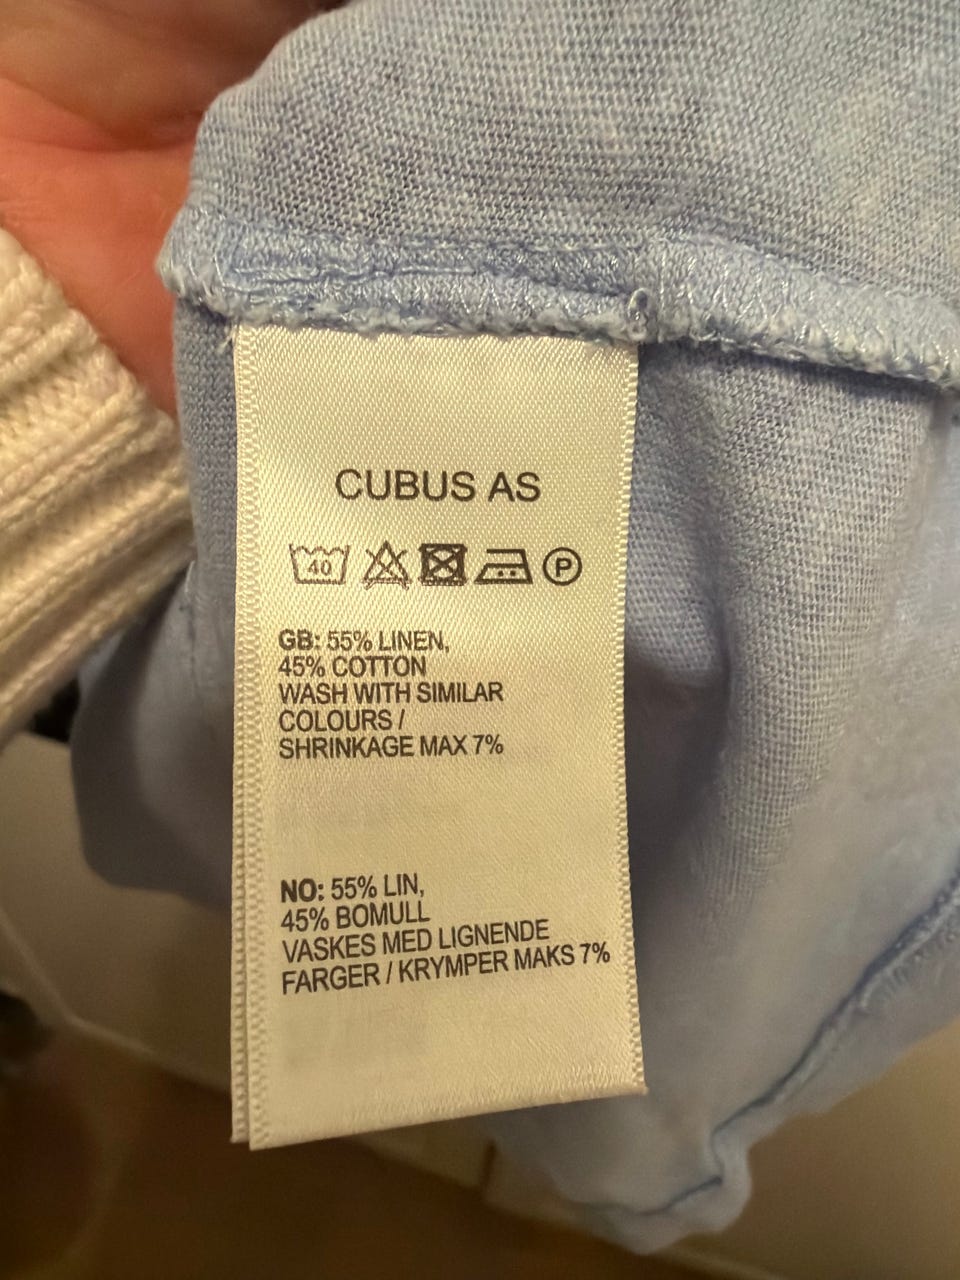 CUBUS AS
40 P
GB: 55% LINEN,
45% COTTON
WASH WITH SIMILAR
COLOURS /
SHRINKAGE MAX 7%
NO: 55% LIN,
45% BOMULL
VASKES MED LIGNENDE
FARGER / KRYMPER MAKS 7%